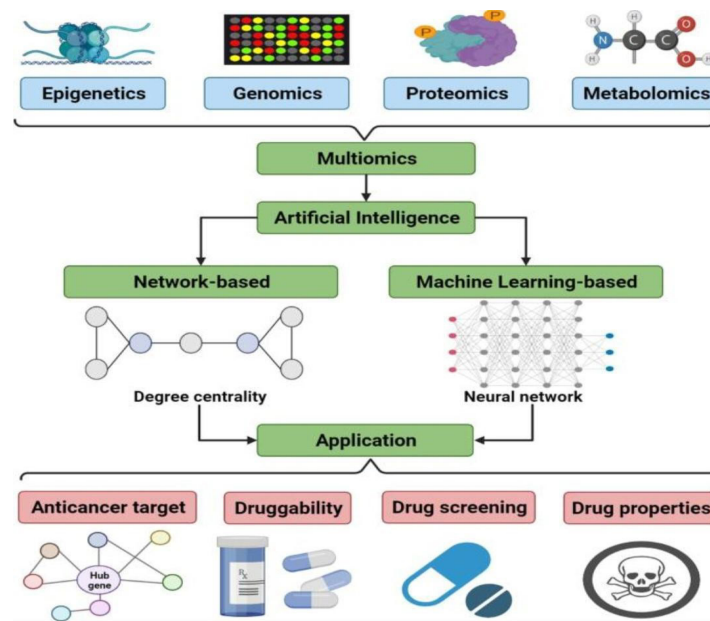 P
P
H
H
N
H
C
C
O
O
H
Epigenetics
Genomics
Proteomics
Metabolomics
Multiomics
Artificial Intelligence
Network-based
Machine Learning-based
Degree centrality
Neural network
Application
Anticancer target
Druggability
Drug screening
Drug properties
Hub
gene
Rx